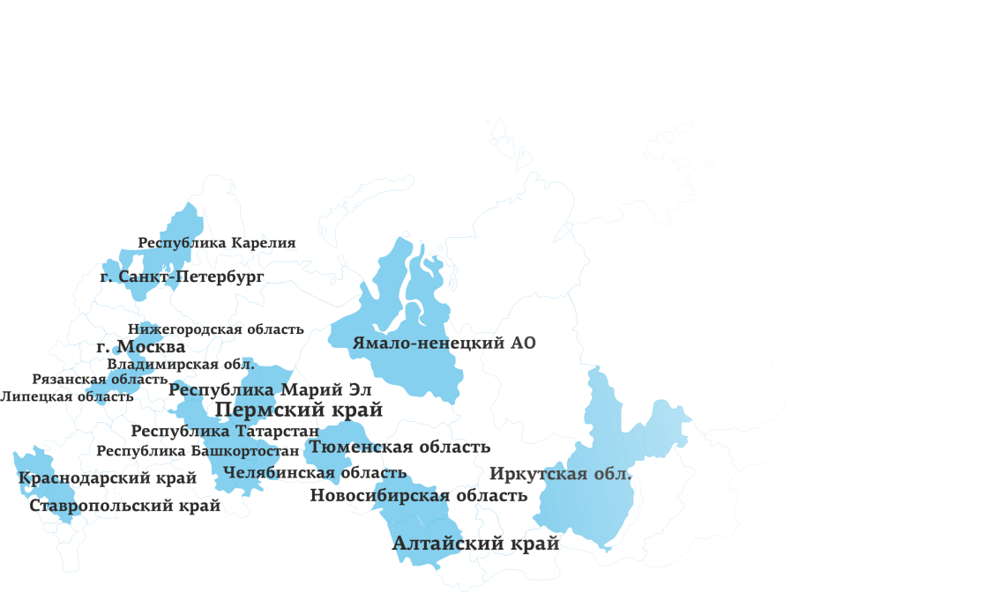 Республика Карелия
г. Санкт-Петербург
Нижегородская область
г. Москва
Ямало-ненецкий АО
Владимирская обл.
Рязанская область
Республика Марий Эл
Липецкая область
Пермский край
Республика Татарстан
Тюменская область
Республика Башкортостан
Челябинская область
Иркутская обл.
Краснодарский край
Новосибирская область
Ставропольский край
Алтайский край